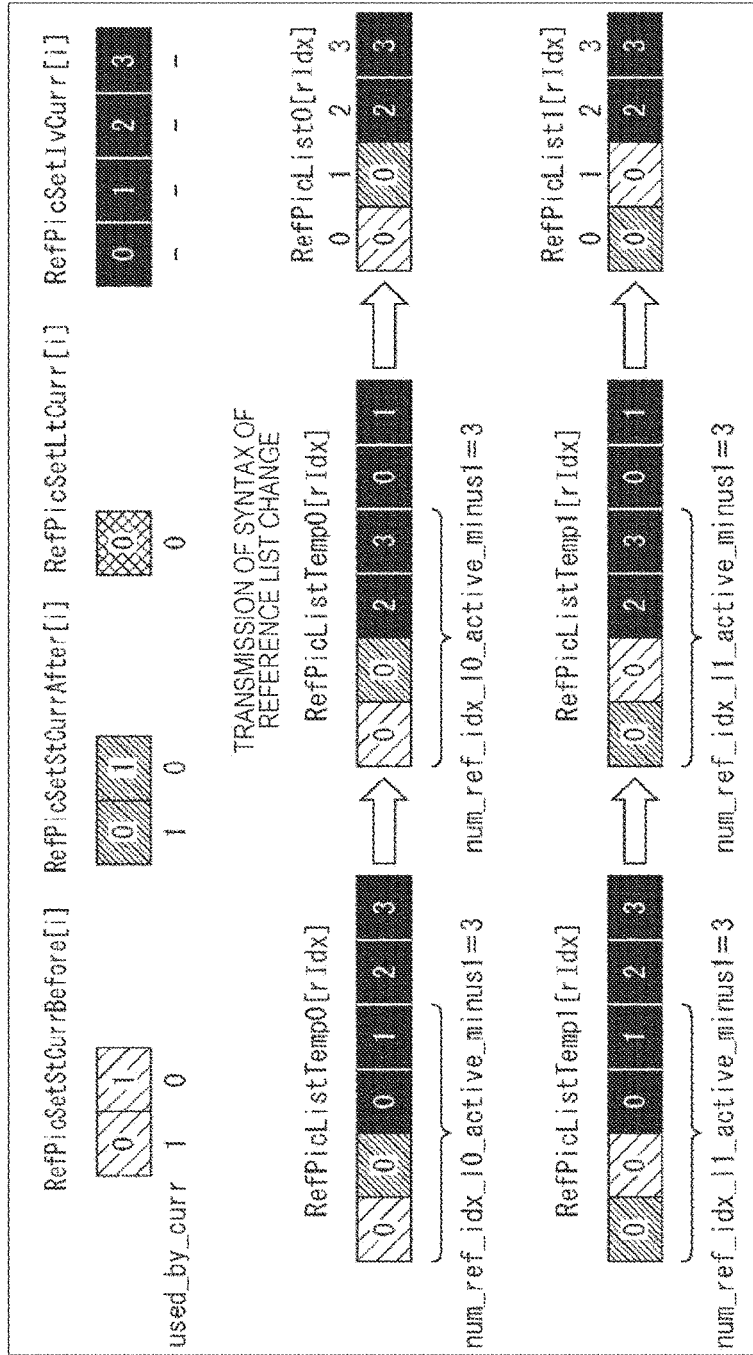 RefPicSetStCurrBefore[i] RefPicSetStCurrAfter[i] RefPicSetLtCurr[i] RefPicSetIvCurr[i]
0 1 0 1 0 0 1 2 3
used_by_curr 1 0 1 0 0 - - - -
TRANSMISSION OF SYNTAX OF
REFERENCE LIST CHANGE
RefPicListTemp0[rIdx] RefPicListTemp0[rIdx] RefPicList0[rIdx]
0 1 2 3
0 0 0 1 2 3 0 0 2 3 0 1 0 0 2 3
num_ref_idx_l0_active_minus1=3 num_ref_idx_l0_active_minus1=3
RefPicListTemp1[rIdx] RefPicListTemp1[rIdx] RefPicList1[rIdx]
0 1 2 3
0 0 0 1 2 3 0 0 2 3 0 1 0 0 2 3
num_ref_idx_l1_active_minus1=3 num_ref_idx_l1_active_minus1=3